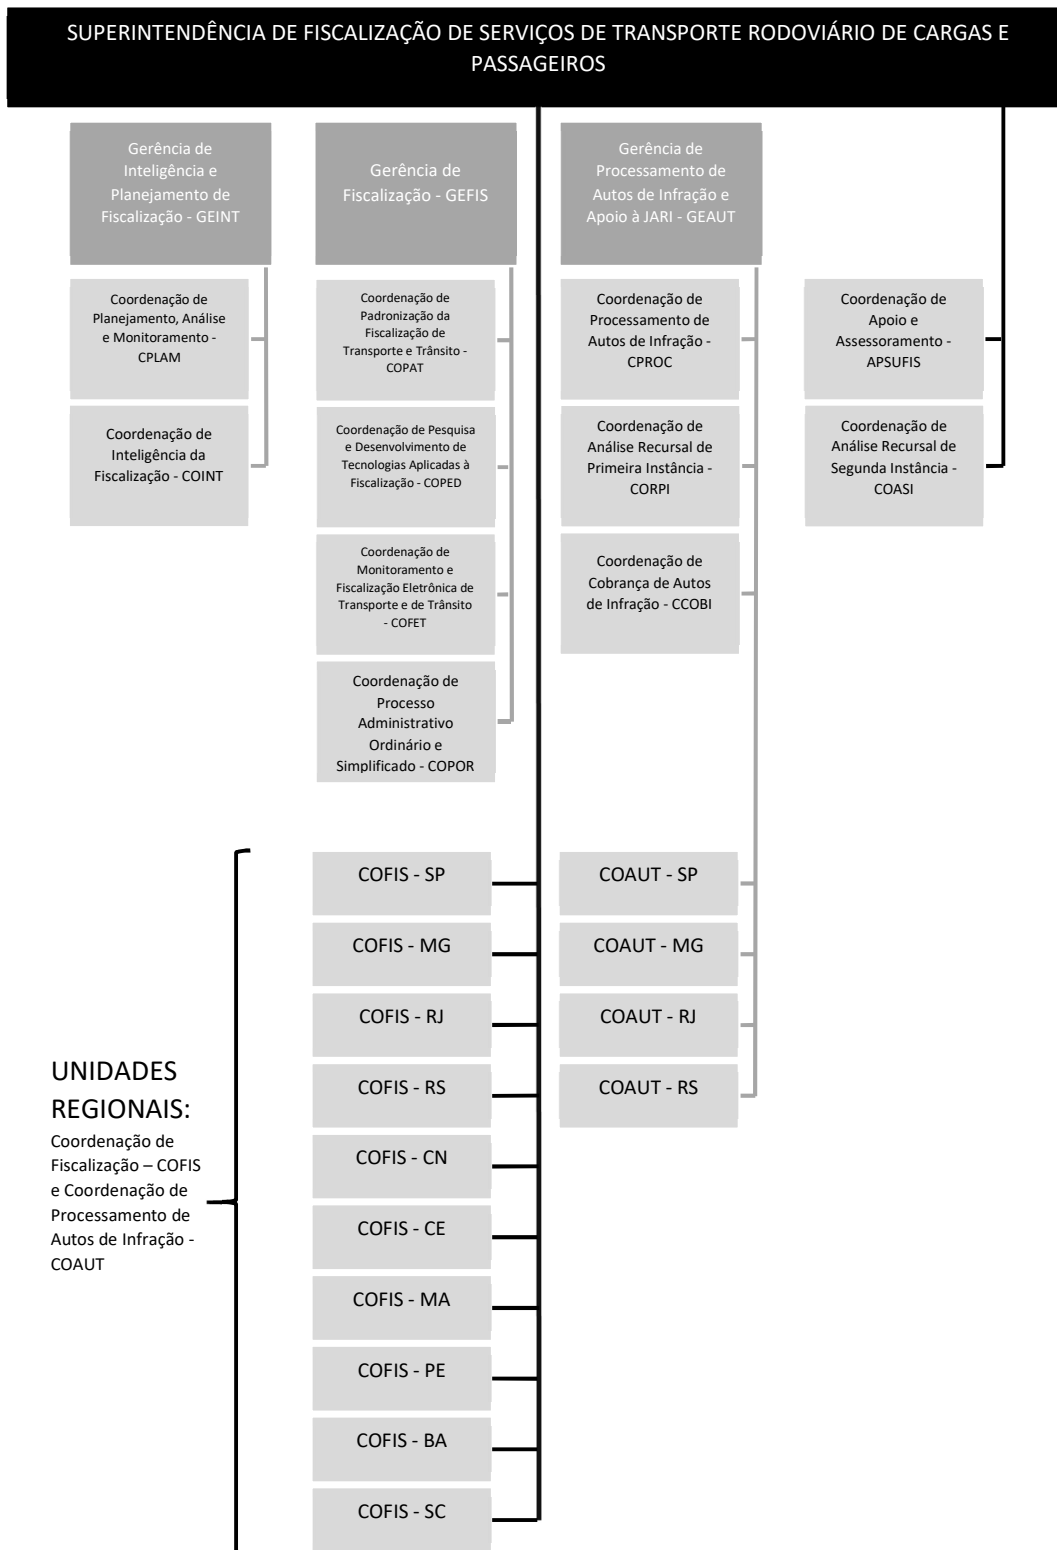 SUPERINTENDÊNCIA DE FISCALIZAÇÃO DE SERVIÇOS DE TRANSPORTE RODOVIÁRIO DE CARGAS E
PASSAGEIROS
Gerência de
Inteligência e
Planejamento de
Fiscalização - GEINT
Gerência de
Fiscalização - GEFIS
Gerência de
Processamento de
Autos de Infração e
Apoio à JARI - GEAUT
Coordenação de
Planejamento, Análise
e Monitoramento -
CPLAM
Coordenação de
Padronização da
Fiscalização de
Transporte e Trânsito -
COPAT
Coordenação de
Processamento de
Autos de Infração -
CPROC
Coordenação de
Apoio e
Assessoramento -
APSUFIS
Coordenação de
Inteligência da
Fiscalização - COINT
Coordenação de Pesquisa
e Desenvolvimento de
Tecnologias Aplicadas à
Fiscalização - COPED
Coordenação de
Análise Recursal de
Primeira Instância -
CORPI
Coordenação de
Análise Recursal de
Segunda Instância -
COASI
Coordenação de
Monitoramento e
Fiscalização Eletrônica de
Transporte e de Trânsito
- COFET
Coordenação de
Cobrança de Autos
de Infração - CCOBI
Coordenação de
Processo
Administrativo
Ordinário e
Simplificado - COPOR
UNIDADES
REGIONAIS:
Coordenação de
Fiscalização – COFIS
e Coordenação de
Processamento de
Autos de Infração -
COAUT
COFIS - SP
COAUT - SP
COFIS - MG
COAUT - MG
COFIS - RJ
COAUT - RJ
COFIS - RS
COAUT - RS
COFIS - CN
COFIS - CE
COFIS - MA
COFIS - PE
COFIS - BA
COFIS - SC